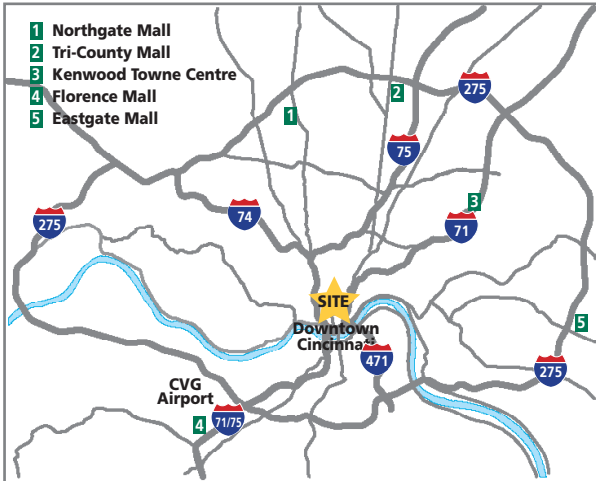 1 Northgate Mall
2 Tri-County Mall
3 Kenwood Towne Centre
4 Florence Mall
5 Eastgate Mall
275
2
1
75
3
74
71
275
SITE
Downtown
Cincinnati
5
471
275
CVG
Airport
4
71/75